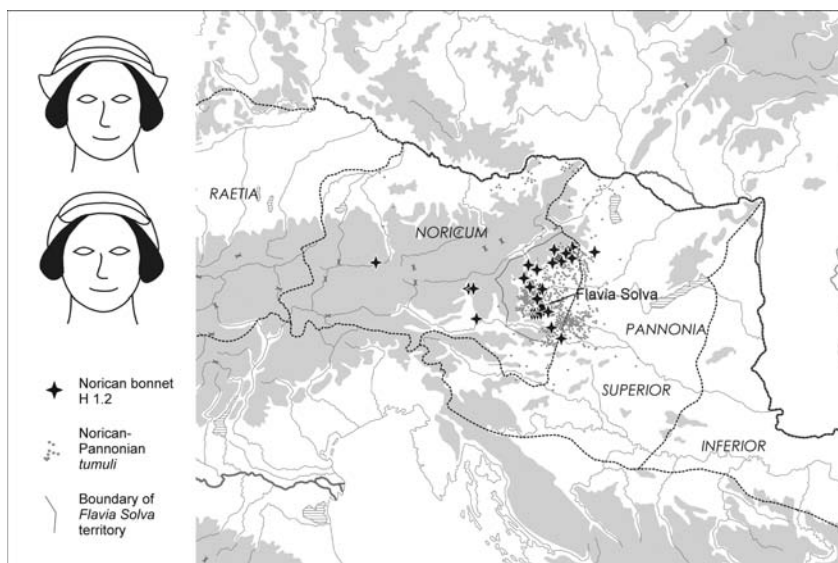 Norican bonnet
H 1.2
Norican-
Pannonian
tumuli
Boundary of
Flavia Solva
territory
RAETIA
NORICUM
Flavia Solva
PANNONIA
SUPERIOR
INFERIOR